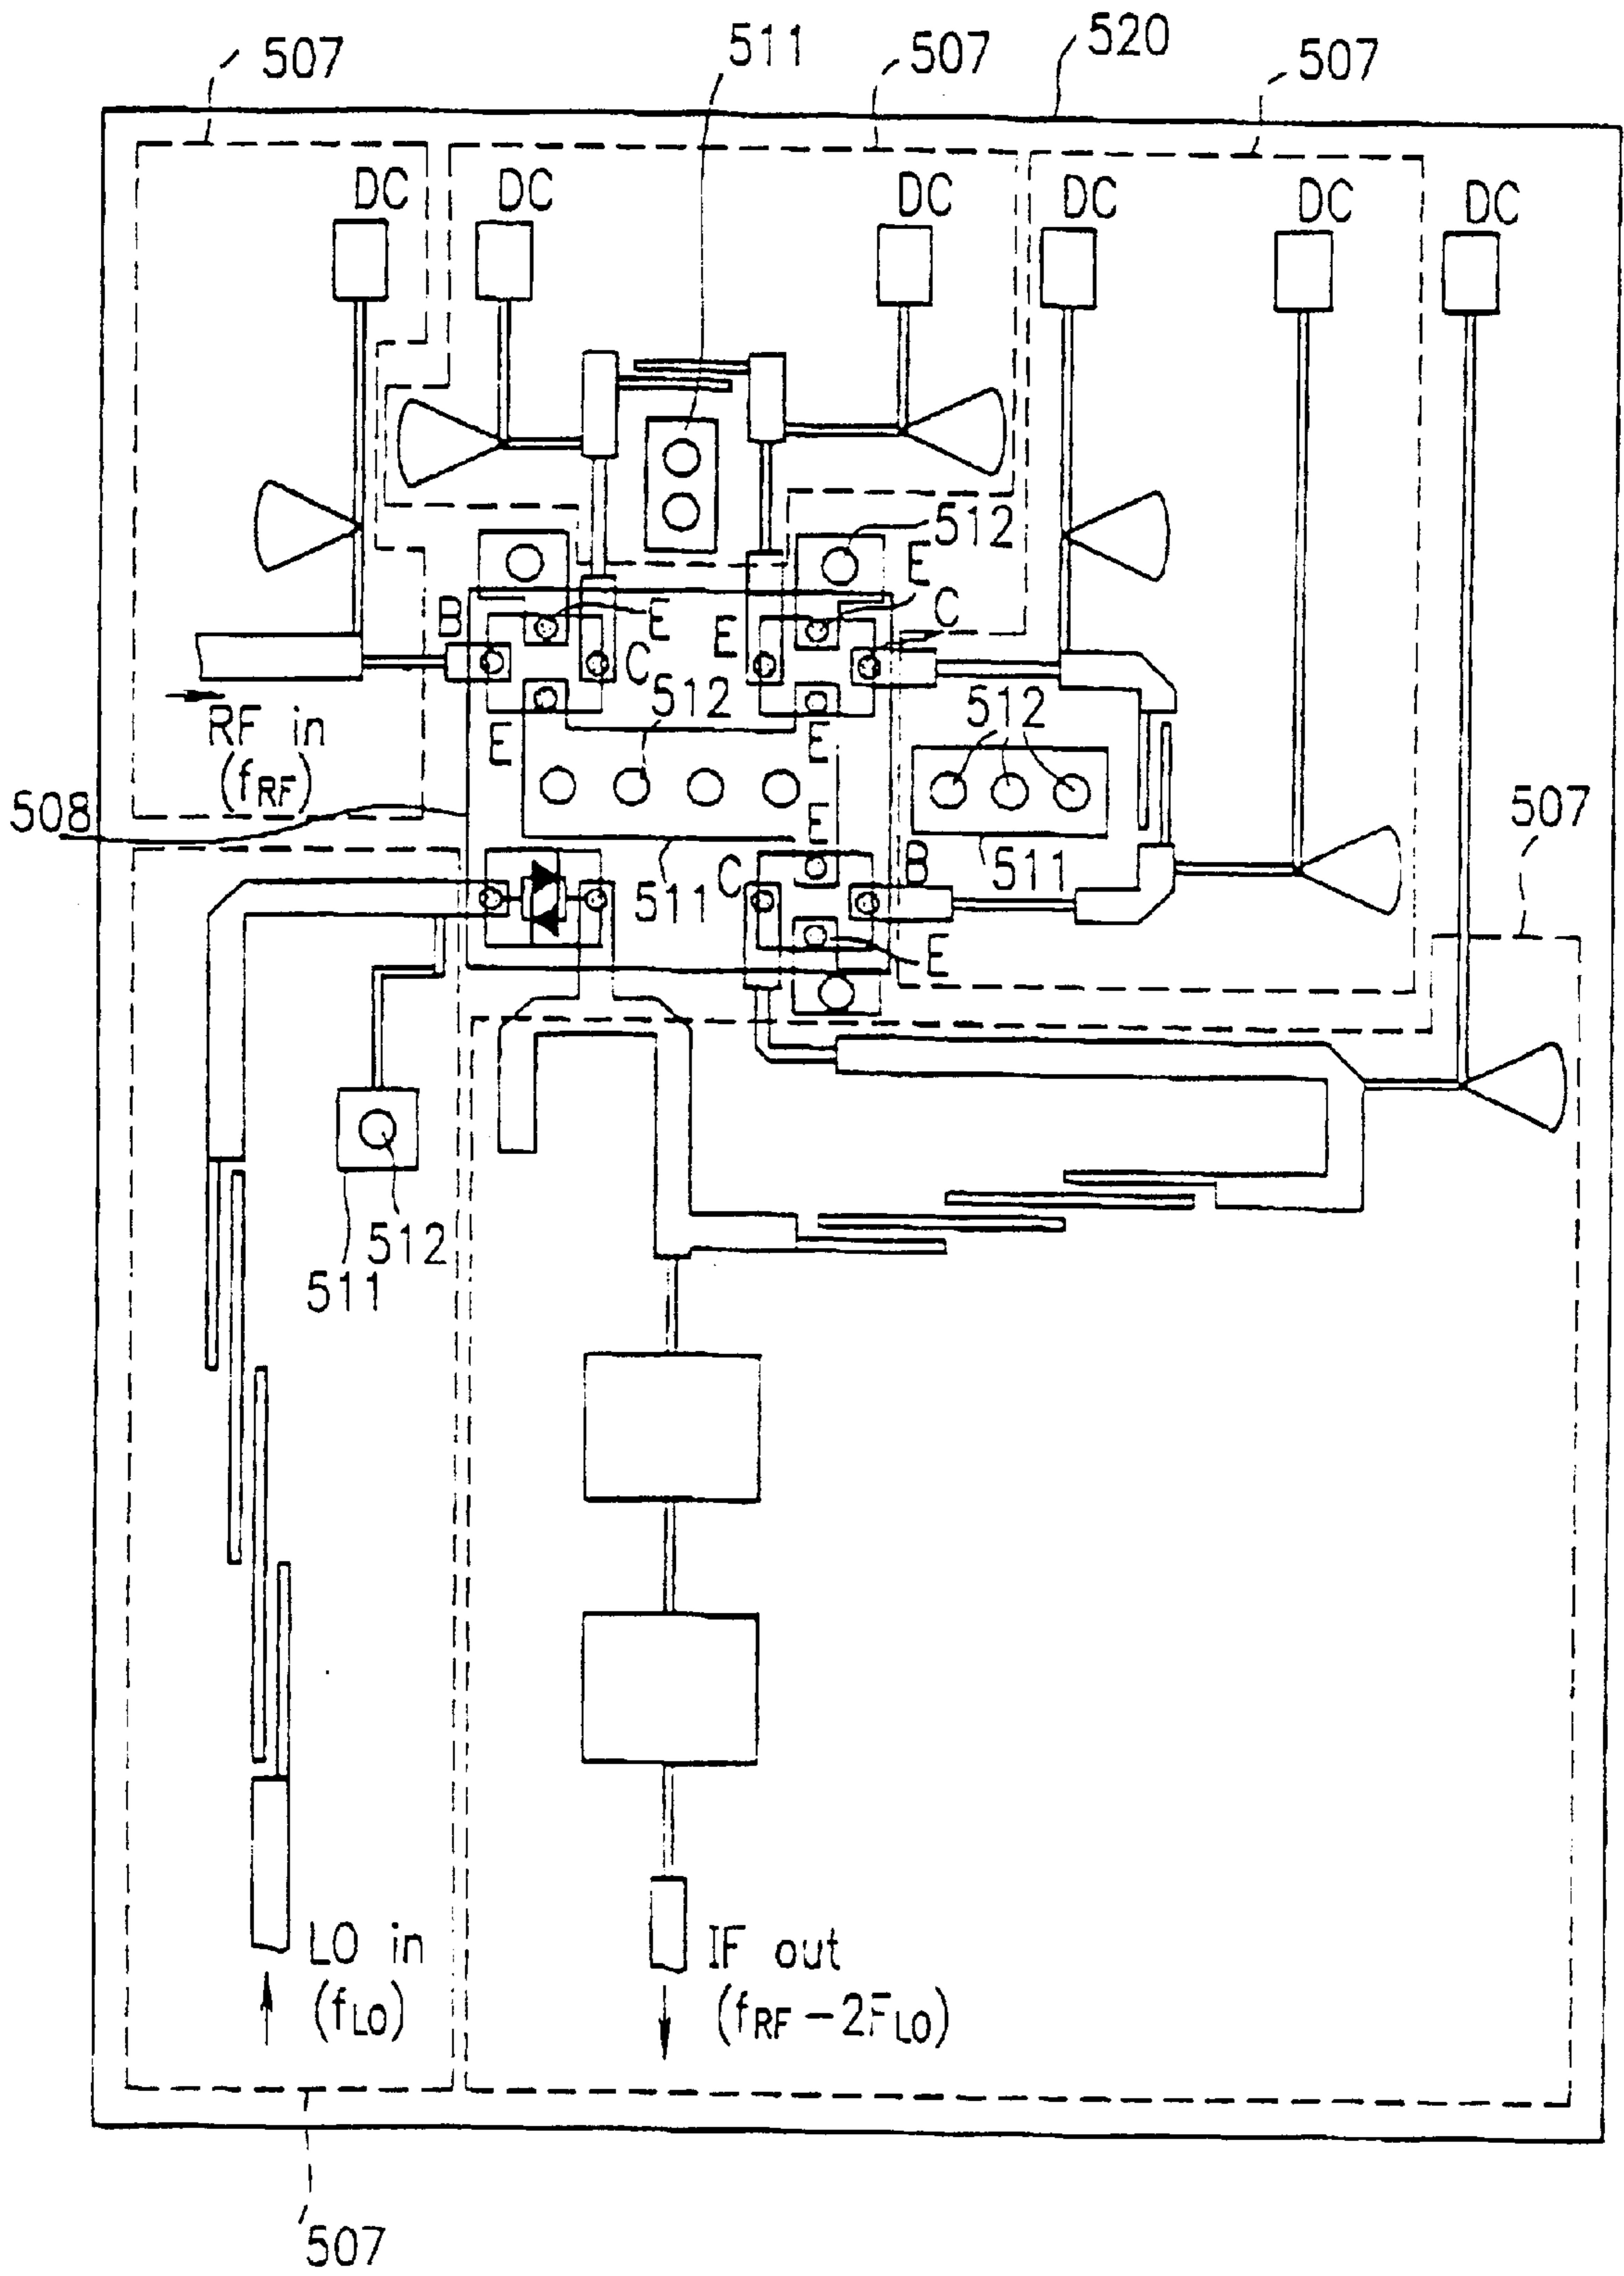 507
511
507
520
507
DC
DC
DC
DC
DC
DC
512
E
B
E
E
C
C
512
512
RF in
(fRF)
E
E
508
E
507
C
B
511
511
E
512
511
LO in
(fLO)
IF out
(fRF-2FLO)
507